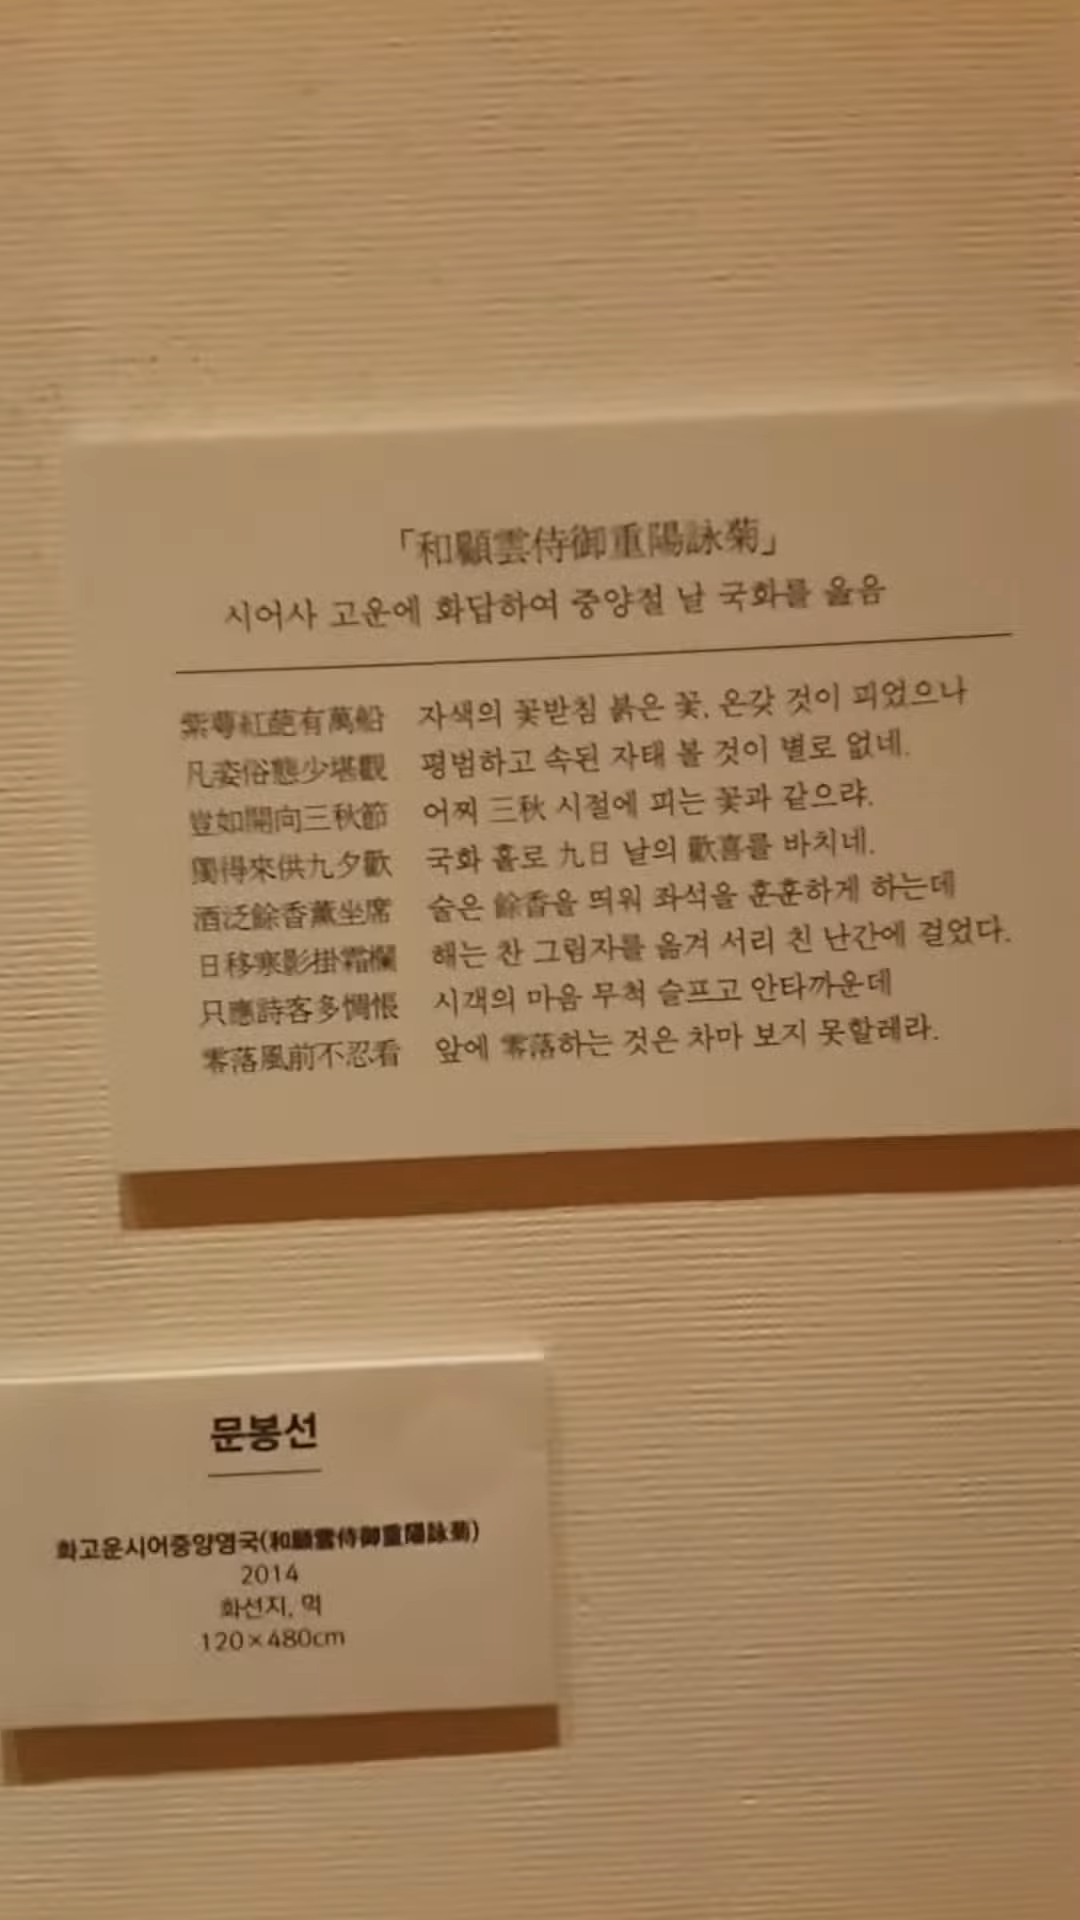 「和顧雲侍御重陽詠菊」
시어사 고운에 화답하여 중양절 날 국화를 읊음
紫萼紅葩有萬般 자색의 꽃받침 붉은 꽃, 온갖 것이 피었으나
凡姿俗態少堪觀 평범하고 속된 자태 볼 것이 별로 없네.
豈如開向三秋節 어찌 三秋 시절에 피는 꽃과 같으랴.
獨得來供九夕歡 국화 홀로 九日 날의 歡喜를 바치네.
酒泛餘香薰坐席 술은 餘香을 띄워 좌석을 훈훈하게 하는데
日移寒影掛霜欄 해는 찬 그림자를 옮겨 서리 친 난간에 걸었다.
只應詩客多惆悵 시객의 마음 무척 슬프고 안타까운데
零落風前不忍看 앞에 零落하는 것은 차마 보지 못할레라.
문봉선
화고운시어중양영국(和顧雲侍御重陽詠菊)
2014
화선지, 먹
120×480cm